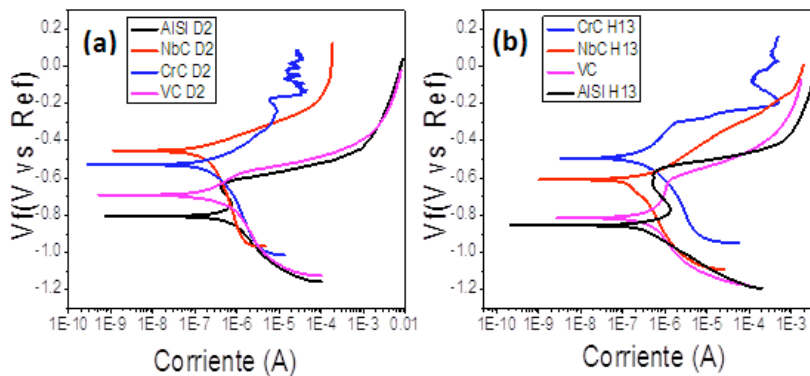 (a)
AISI D2
NbC D2
CrC D2
VC D2
0.2
0.0
-0.2
-0.4
-0.6
-0.8
-1.0
-1.2
Vf(V vs Ref)
1E-10 1E-9 1E-8 1E-7 1E-6 1E-5 1E-4 1E-3 0.01
Corriente (A)
(b)
CrC H13
NbC H13
VC
AISI H13
0.2
0.0
-0.2
-0.4
-0.6
-0.8
-1.0
-1.2
Vf(V vs Ref)
1E-10 1E-9 1E-8 1E-7 1E-6 1E-5 1E-4 1E-3
Corriente (A)